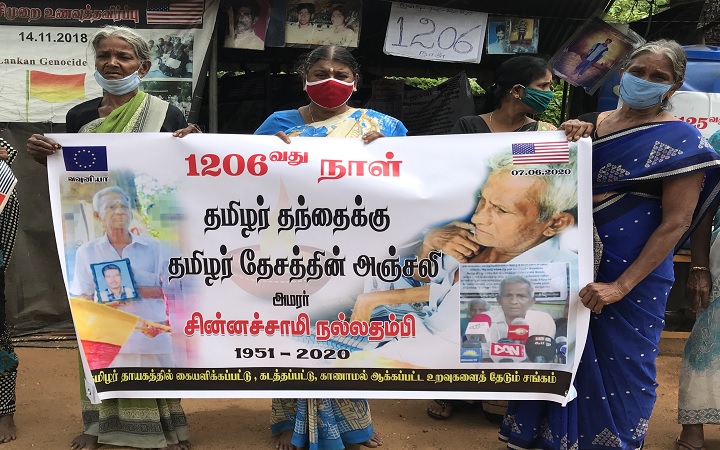 14.11.2018
Lankan Genocide
1206
நாள்
1206வது நாள்
வவுனியா
07.06.2020
தமிழர் தந்தைக்கு
தமிழர் தேசத்தின் அஞ்சலி
அமரர்
சின்னச்சாமி நல்லதம்பி
1951 - 2020
DAN
தமிழர் தாயகத்தில் கையளிக்கப்பட்டு , கடத்தப்பட்டு, காணாமல் ஆக்கப்பட்ட உறவுகளைத் தேடும் சங்கம்